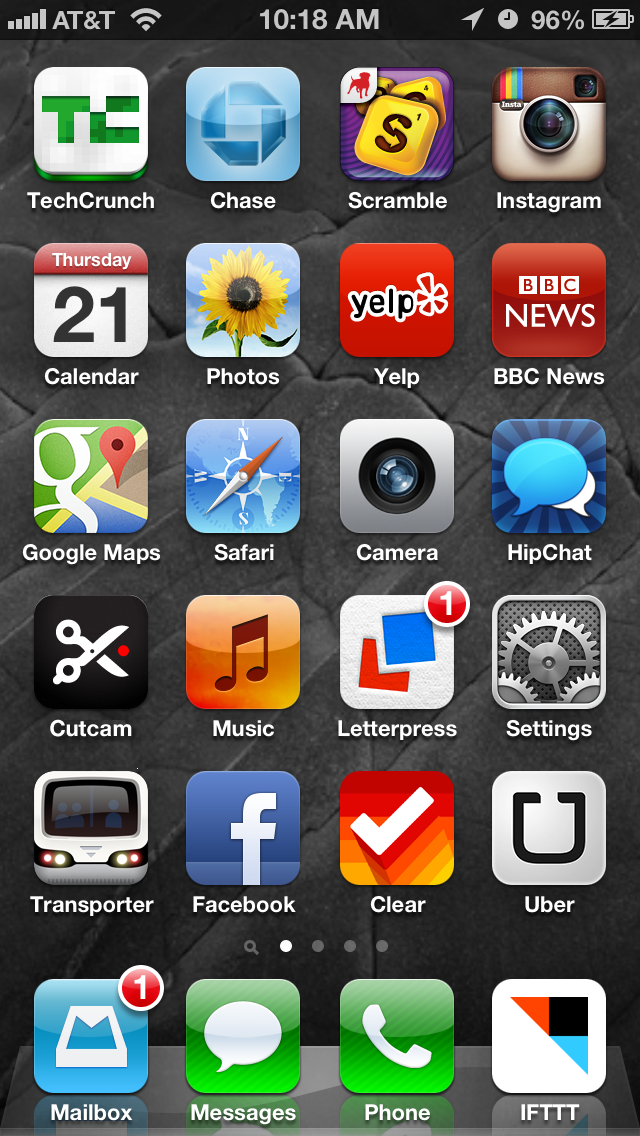 AT&T 10:18 AM 96%
TC
S 1 Insta
TechCrunch Chase Scramble Instagram
Thursday
21 yelp BBC
NEWS
Calendar Photos Yelp BBC News
g N
W E
S
Google Maps Safari Camera HipChat
1
Cutcam Music Letterpress Settings
f
Transporter Facebook Clear Uber
1
Mailbox Messages Phone IFTTT